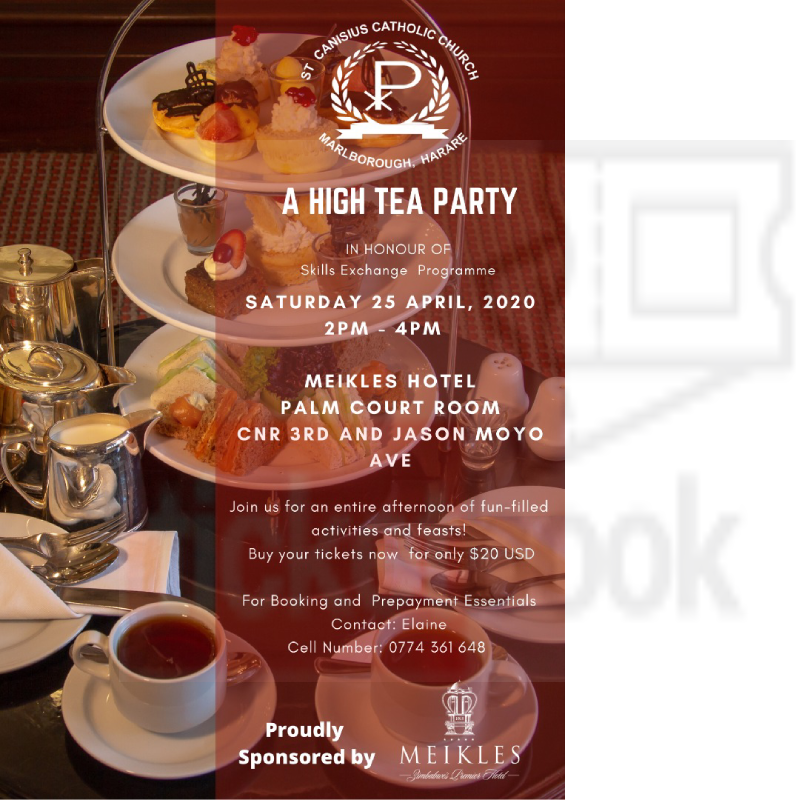 ST CANISIUS CATHOLIC CHURCH
P
MARLBOROUGH, HARARE
A HIGH TEA PARTY
IN HONOUR OF
Skills Exchange Programme
SATURDAY 25 APRIL, 2020
2PM - 4PM
MEIKLES HOTEL
PALM COURT ROOM
CNR 3RD AND JASON MOYO
AVE
Join us for an entire afternoon of fun-filled
activities and feasts!
Buy your tickets now for only $20 USD
For Booking and Prepayment Essentials
Contact: Elaine
Cell Number: 0774 361 648
Proudly
Sponsored by
MEIKLES
Zimbabwe's Premier Hotel